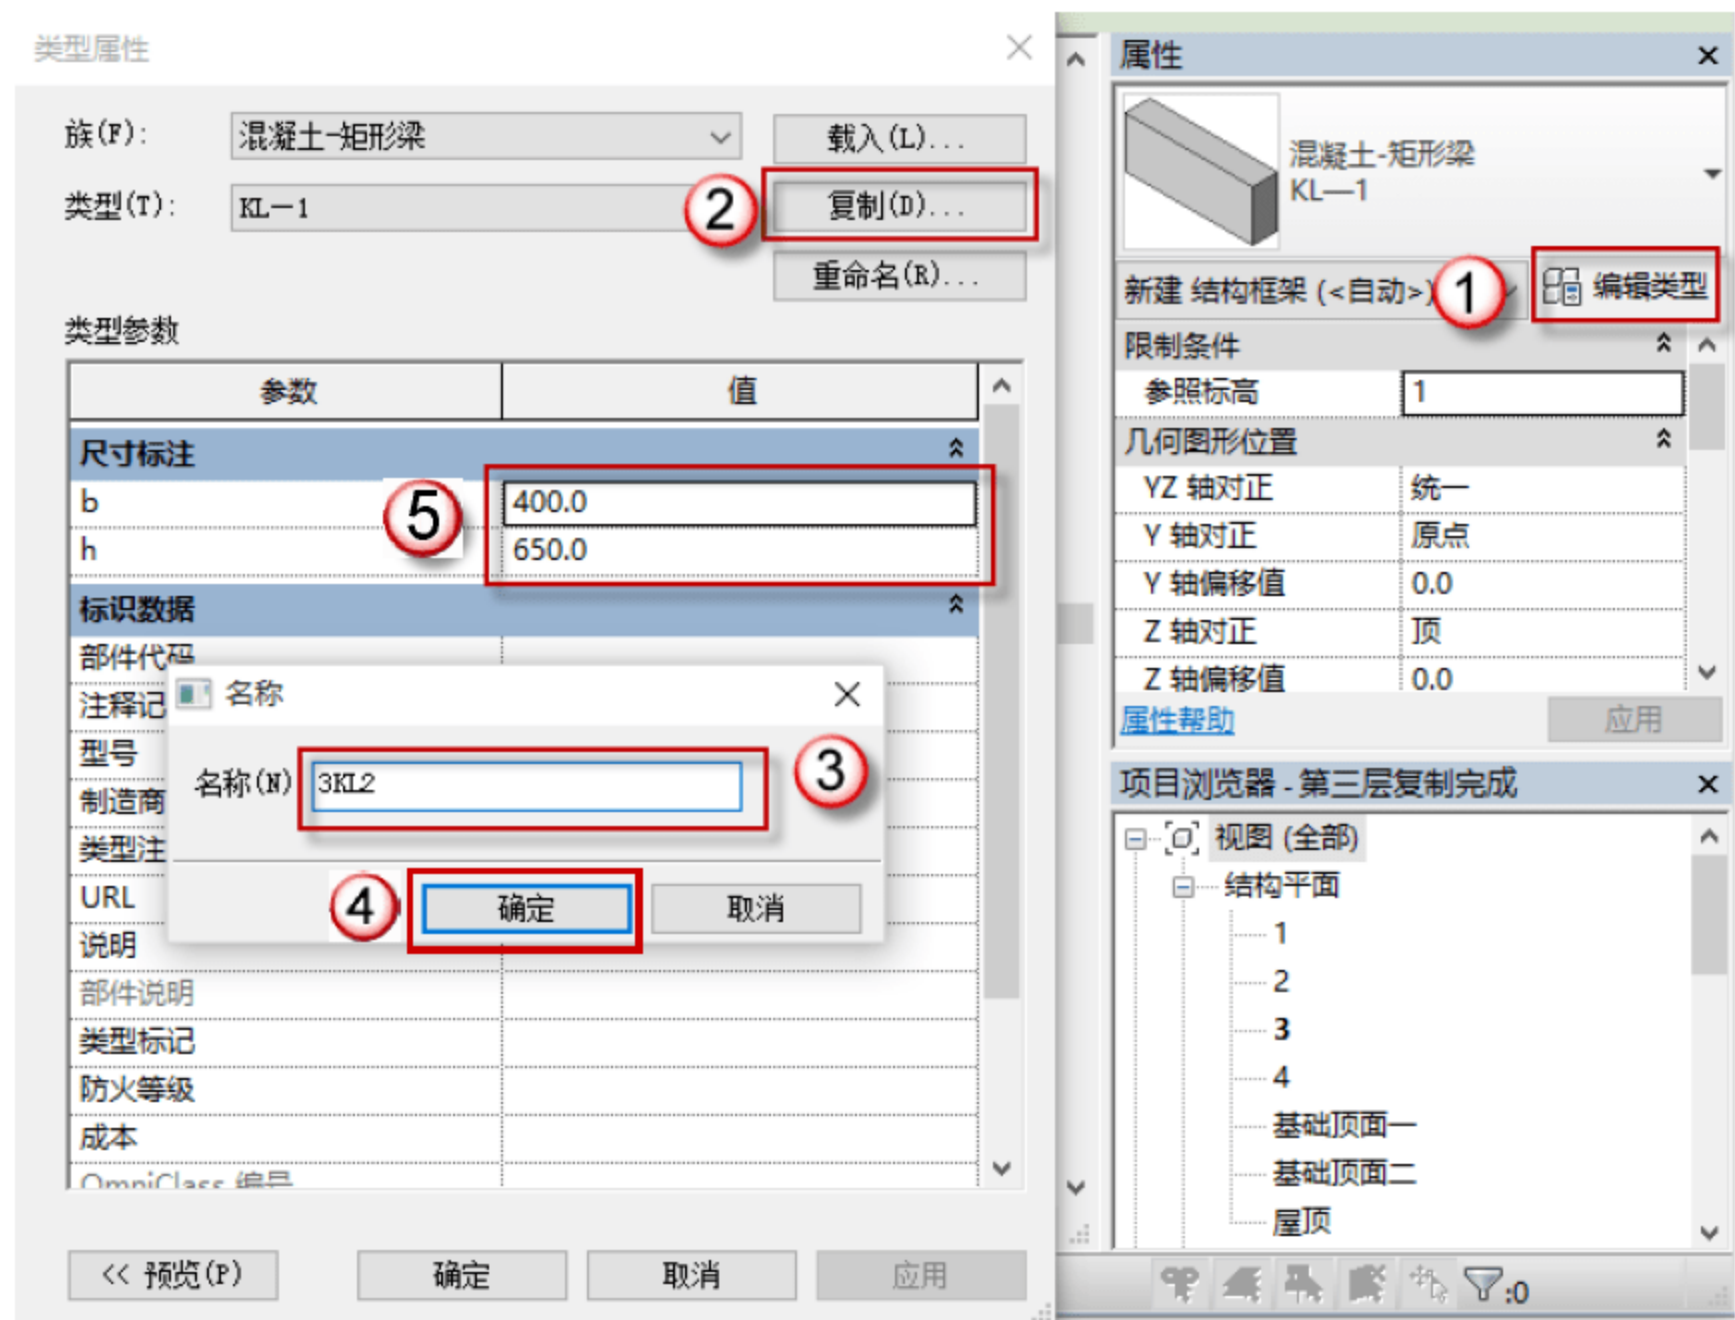 类型属性
族(F):
混凝土-矩形梁
载入(L)...
类型(T):
KL—1
2
复制(D)...
重命名(R)...
类型参数
参数
值
尺寸标注
b
400.0
5
h
650.0
标识数据
部件代码
注释记
型号
制造商
类型注
URL
说明
部件说明
类型标记
防火等级
成本
OmniClass 编号
名称
名称(N)
3KL2
3
4
确定
取消
<< 预览(P)
确定
取消
应用
属性
混凝土-矩形梁
KL—1
新建 结构框架 (<自动>)
1
编辑类型
限制条件
参照标高
1
几何图形位置
YZ 轴对正
统一
Y 轴对正
原点
Y 轴偏移值
0.0
Z 轴对正
顶
Z 轴偏移值
0.0
属性帮助
应用
项目浏览器 - 第三层复制完成
视图 (全部)
结构平面
1
2
3
4
基础顶面一
基础顶面二
屋顶
:0